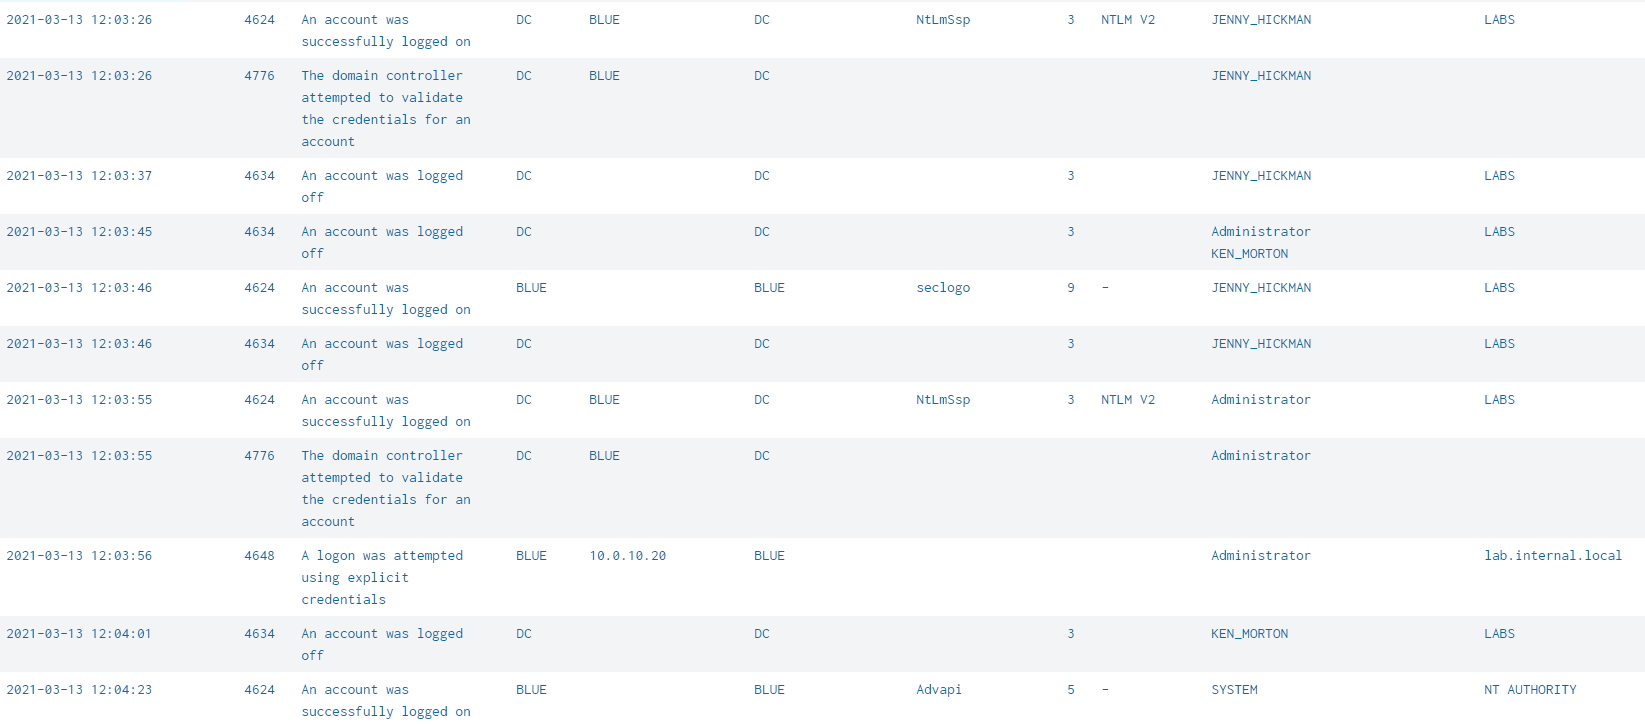 2021-03-13 12:03:26 4624 An account was DC BLUE DC NtLmSsp 3 NTLM V2 JENNY_HICKMAN LABS
successfully logged on
2021-03-13 12:03:26 4776 The domain controller DC BLUE DC JENNY_HICKMAN
attempted to validate
the credentials for an
account
2021-03-13 12:03:37 4634 An account was logged DC DC 3 JENNY_HICKMAN LABS
off
2021-03-13 12:03:45 4634 An account was logged DC DC 3 Administrator LABS
off KEN_MORTON
2021-03-13 12:03:46 4624 An account was BLUE BLUE seclogo 9 - JENNY_HICKMAN LABS
successfully logged on
2021-03-13 12:03:46 4634 An account was logged DC DC 3 JENNY_HICKMAN LABS
off
2021-03-13 12:03:55 4624 An account was DC BLUE DC NtLmSsp 3 NTLM V2 Administrator LABS
successfully logged on
2021-03-13 12:03:55 4776 The domain controller DC BLUE DC Administrator
attempted to validate
the credentials for an
account
2021-03-13 12:03:56 4648 A logon was attempted BLUE 10.0.10.20 BLUE Administrator lab.internal.local
using explicit
credentials
2021-03-13 12:04:01 4634 An account was logged DC DC 3 KEN_MORTON LABS
off
2021-03-13 12:04:23 4624 An account was BLUE BLUE Advapi 5 - SYSTEM NT AUTHORITY
successfully logged on